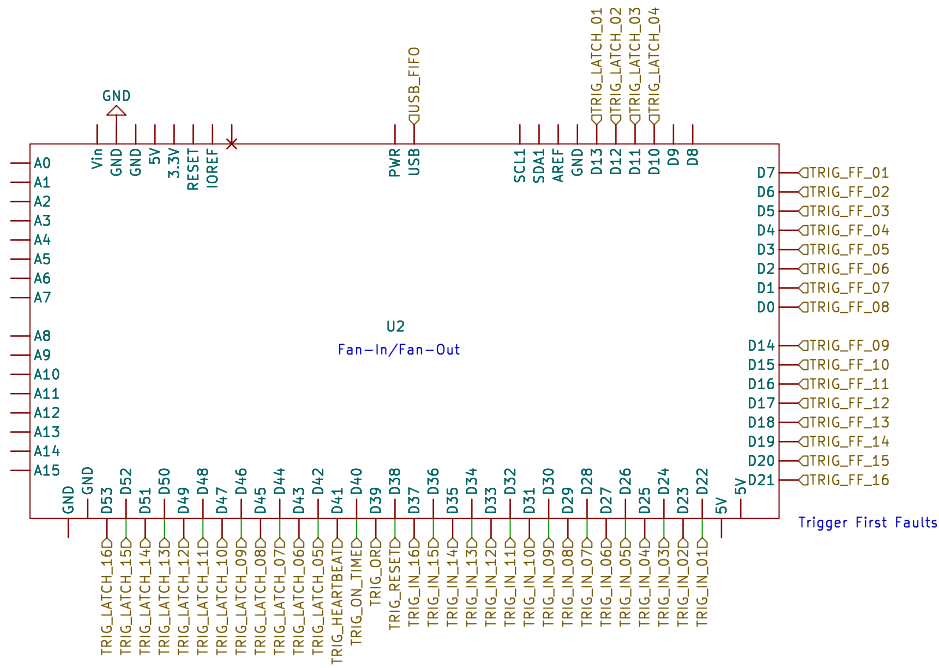 TRIG_LATCH_01
TRIG_LATCH_02
TRIG_LATCH_03
TRIG_LATCH_04
USB_FIFO
GND
Vin
GND
GND
5V
3.3V
RESET
IOREF
PWR
USB
SCL1
SDA1
AREF
GND
D13
D12
D11
D10
D9
D8
A0
A1
A2
A3
A4
A5
A6
A7
A8
A9
A10
A11
A12
A13
A14
A15
D7 TRIG_FF_01
D6 TRIG_FF_02
D5 TRIG_FF_03
D4 TRIG_FF_04
D3 TRIG_FF_05
D2 TRIG_FF_06
D1 TRIG_FF_07
D0 TRIG_FF_08
U2
Fan-In/Fan-Out
D14 TRIG_FF_09
D15 TRIG_FF_10
D16 TRIG_FF_11
D17 TRIG_FF_12
D18 TRIG_FF_13
D19 TRIG_FF_14
D20 TRIG_FF_15
D21 TRIG_FF_16
GND
GND
D53
D52
D51
D50
D49
D48
D47
D46
D45
D44
D43
D42
D41
D40
D39
D38
D37
D36
D35
D34
D33
D32
D31
D30
D29
D28
D27
D26
D25
D24
D23
D22
5V
5V
Trigger First Faults
TRIG_LATCH_16
TRIG_LATCH_15
TRIG_LATCH_14
TRIG_LATCH_13
TRIG_LATCH_12
TRIG_LATCH_11
TRIG_LATCH_10
TRIG_LATCH_09
TRIG_LATCH_08
TRIG_LATCH_07
TRIG_LATCH_06
TRIG_LATCH_05
TRIG_HEARTBEAT
TRIG_ON_TIME
TRIG_OR
TRIG_RESET
TRIG_IN_16
TRIG_IN_15
TRIG_IN_14
TRIG_IN_13
TRIG_IN_12
TRIG_IN_11
TRIG_IN_10
TRIG_IN_09
TRIG_IN_08
TRIG_IN_07
TRIG_IN_06
TRIG_IN_05
TRIG_IN_04
TRIG_IN_03
TRIG_IN_02
TRIG_IN_01